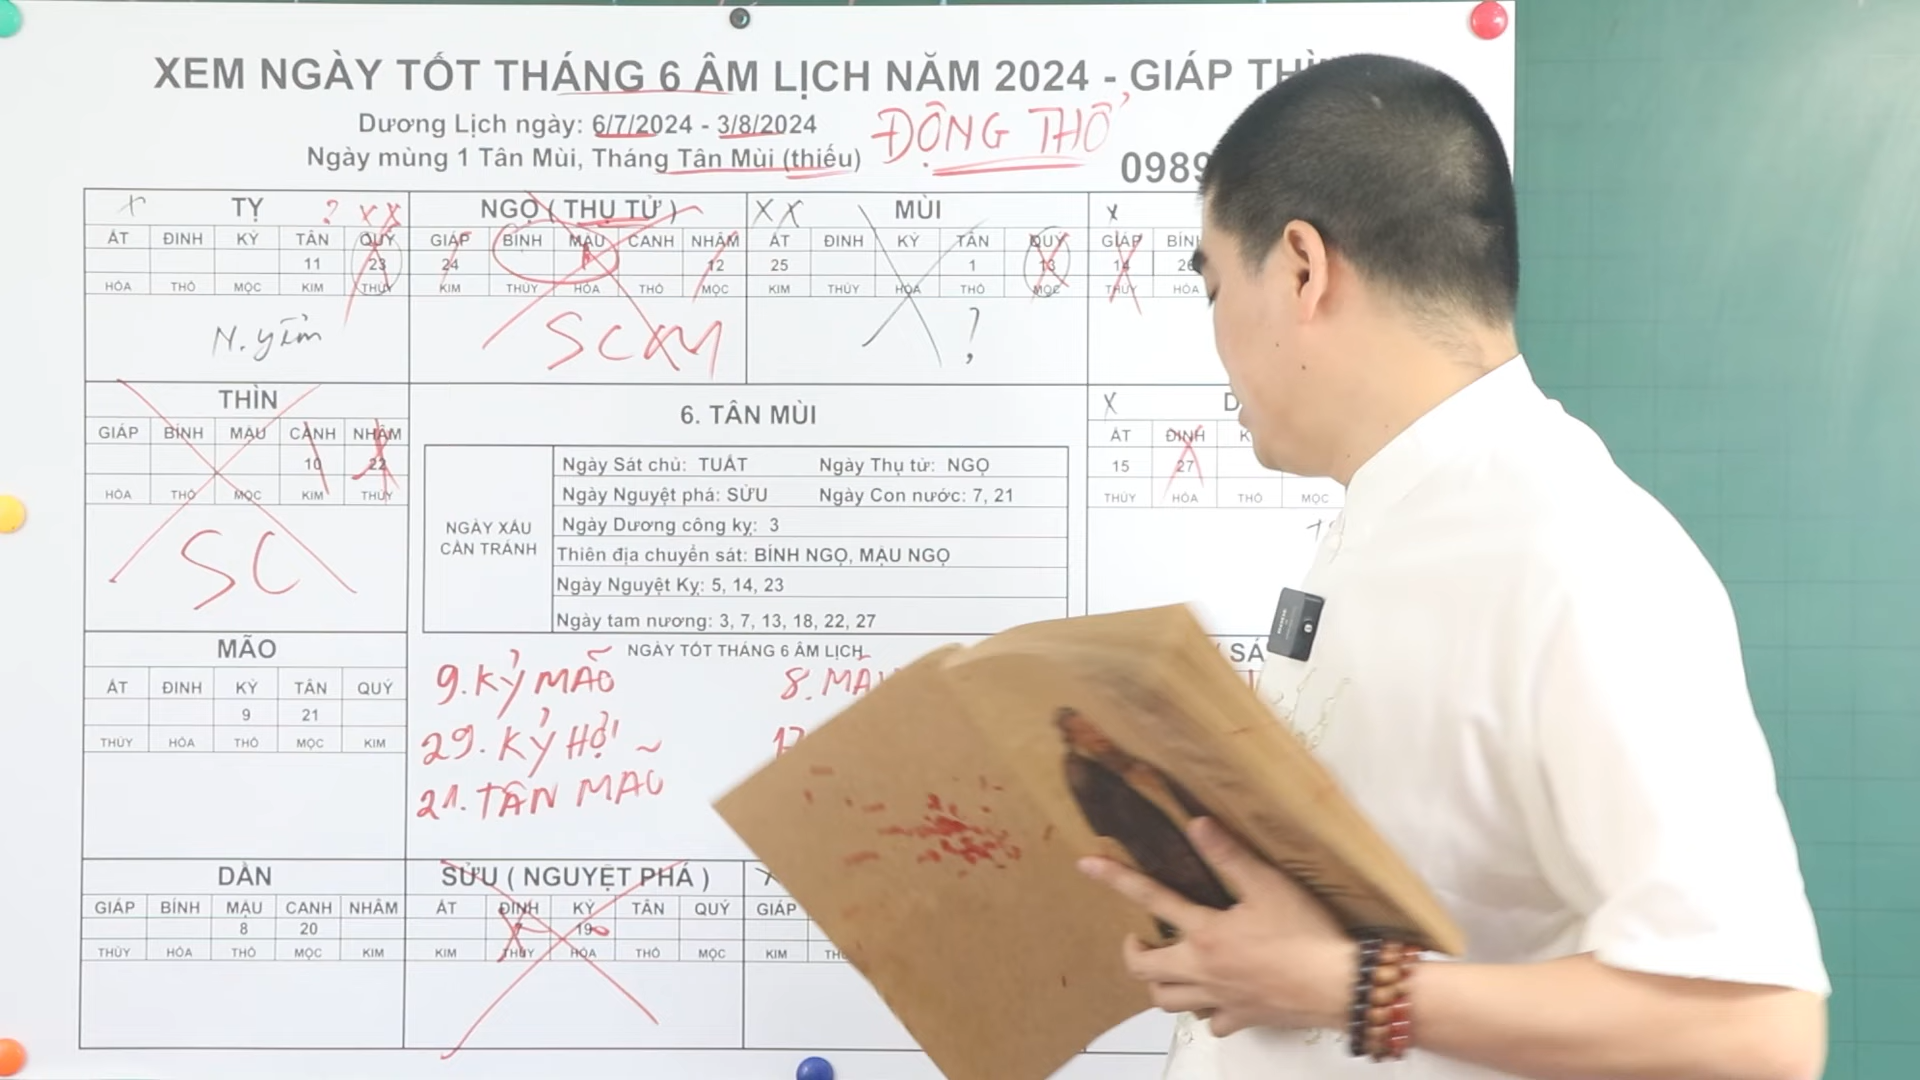 XEM NGÀY TỐT THÁNG 6 ÂM LỊCH NĂM 2024 - GIÁP
Dương Lịch ngày: 6/7/2024 - 3/8/2024
ĐỘNG THỔ
Ngày mùng 1 Tân Mùi, Tháng Tân Mùi (thiếu)
0989
X TỴ ? X X
ẤT ĐINH KỶ TÂN QUÝ
11 23
HỎA THỔ MỘC KIM THỦY
N. yểm
NGỌ ( THỤ TỬ )
GIÁP BÍNH MẬU CANH NHÂM
24 12
KIM THỦY HỎA THỔ MỘC
X X MÙI
ẤT ĐINH KỶ TÂN QUÝ
25 1 13
KIM THỦY HỎA THỔ MỘC
?
X
GIÁP BÍNH
14 26
THỦY HỎA
THÌN
GIÁP BÍNH MẬU CANH NHÂM
10 22
HỎA THỔ MỘC KIM THỦY
SC
6. TÂN MÙI
NGÀY XẤU
CẦN TRÁNH
Ngày Sát chủ: TUẤT Ngày Thụ tử: NGỌ
Ngày Nguyệt phá: SỬU Ngày Con nước: 7, 21
Ngày Dương công kỵ: 3
Thiên địa chuyển sát: BÍNH NGỌ, MẬU NGỌ
Ngày Nguyệt Kỵ: 5, 14, 23
Ngày tam nương: 3, 7, 13, 18, 22, 27
X
ẤT ĐINH
15 27
THỦY HỎA THỔ MỘC
NGÀY TỐT THÁNG 6 ÂM LỊCH
9. KỶ MÃO
29. KỶ HỢI
21. TÂN MÃO
8.
SÁ
MÃO
ẤT ĐINH KỶ TÂN QUÝ
9 21
THỦY HỎA THỔ MỘC KIM
DẦN
GIÁP BÍNH MẬU CANH NHÂM
8 20
THỦY HỎA THỔ MỘC KIM
SỬU ( NGUYỆT PHÁ )
ẤT ĐINH KỶ TÂN QUÝ
7 19
KIM THỦY HỎA THỔ MỘC
GIÁP
KIM